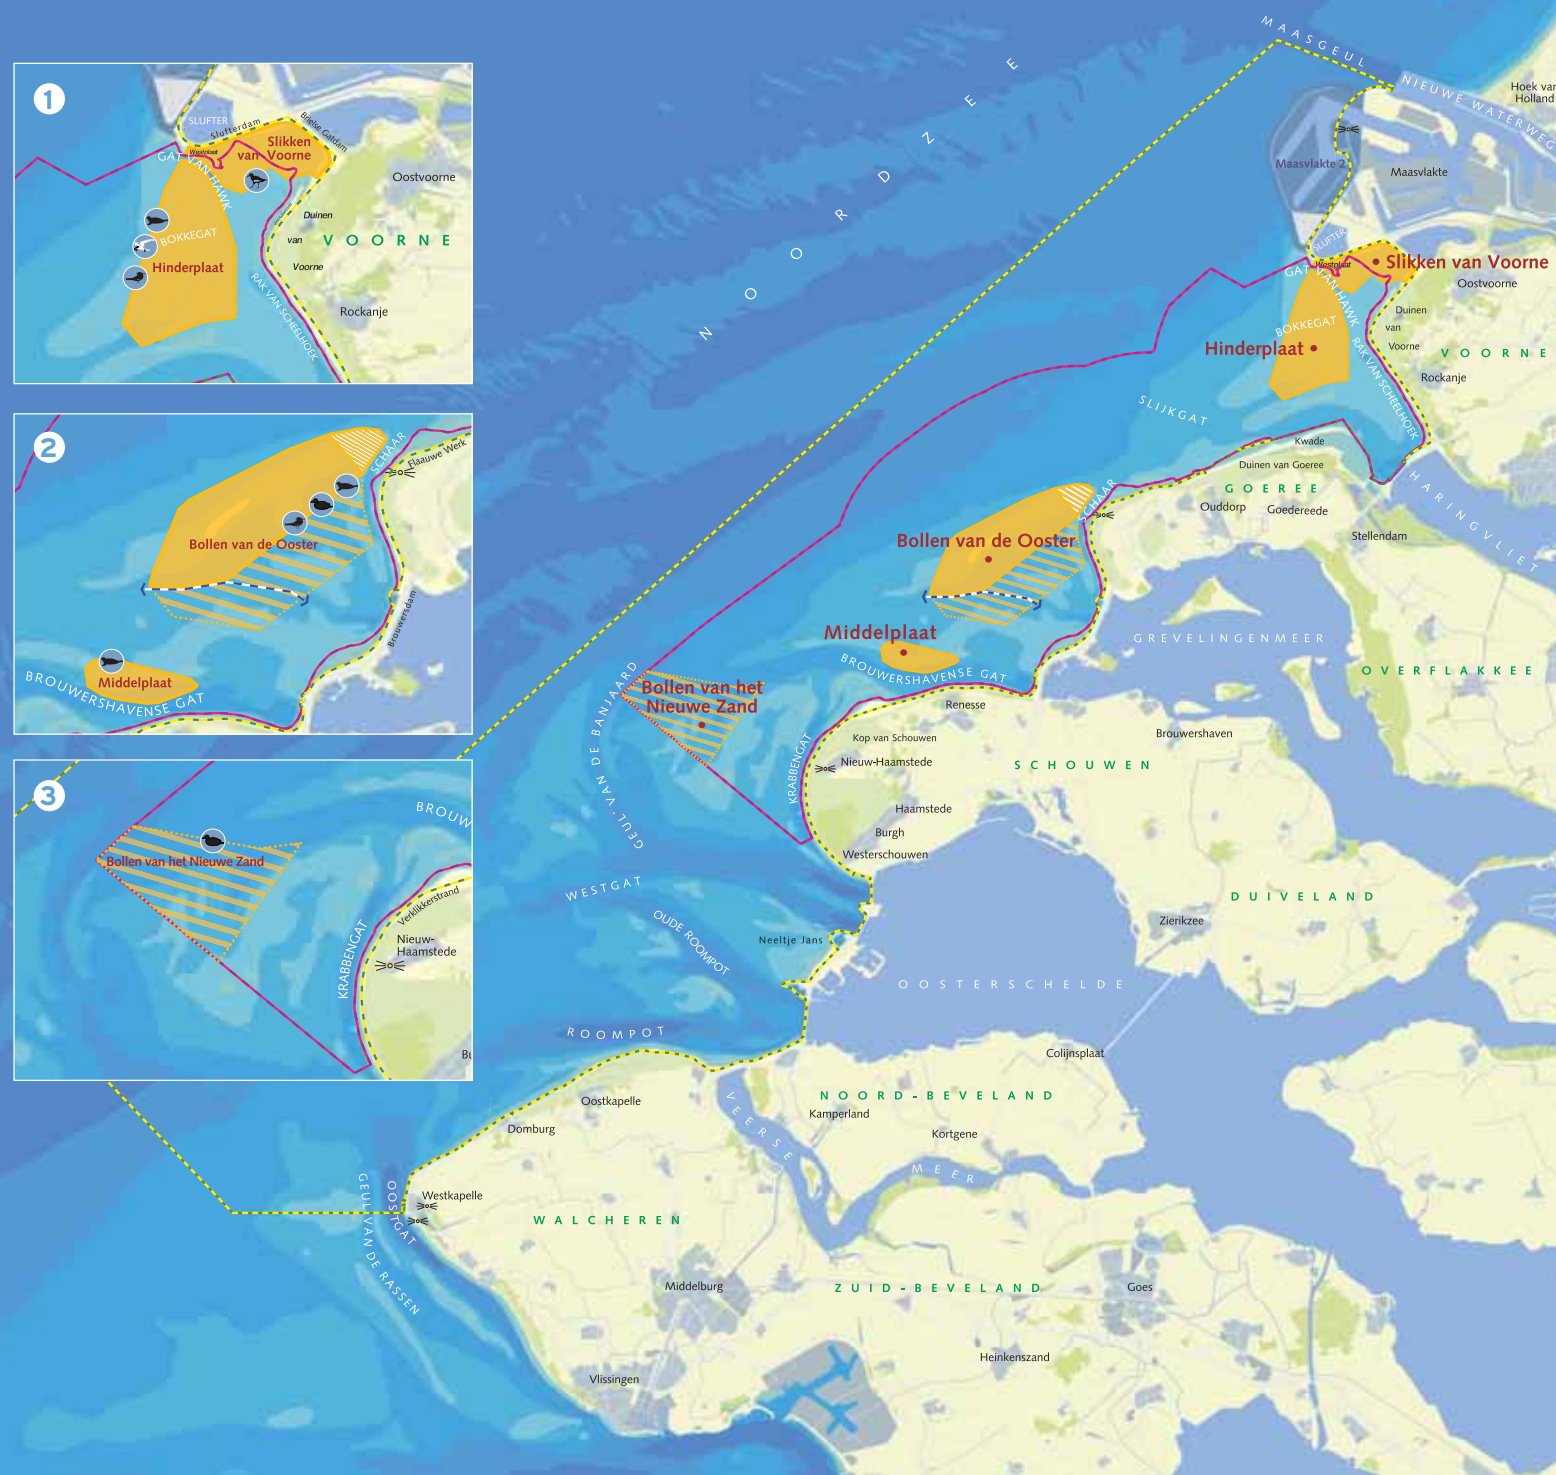 1
SLUFTER
Slufterdam
Brielse Gatdam
Westplaat
Slikken
van Voorne
GAT VAN HAWK
Oostvoorne
Duinen
van
Voorne
VOORNE
BOKKEGAT
Hinderplaat
RAK VAN SCHEELHOEK
Rockanje
2
SCHAAR
Flaauwe Werk
Bollen van de Ooster
Brouwersdam
Middelplaat
BROUWERSHAVENSE GAT
3
BROUW
Bollen van het Nieuwe Zand
Verklikkerstrand
KRABBENGAT
Nieuw-
Haamstede
Bu
NOORDZEE
MAASGEUL
NIEUWE WATERWEG
Hoek van
Holland
Maasvlakte 2
Maasvlakte
SLUFTER
Westplaat
Slikken van Voorne
GAT VAN HAWK
Oostvoorne
Duinen
van
Voorne
BOKKEGAT
Hinderplaat
VOORNE
RAK VAN SCHEELHOEK
Rockanje
SLIJKGAT
Kwade
Duinen van Goeree
GOEREE
Ouddorp
Goedereede
HARINGVLIET
Stellendam
SCHAAR
Bollen van de Ooster
Middelplaat
BROUWERSHAVENSE GAT
GREVELINGENMEER
OVERFLAKKEE
GEUL VAN DE BANJAARD
Bollen van het
Nieuwe Zand
Renesse
Kop van Schouwen
KRABBENGAT
Nieuw-Haamstede
Brouwershaven
SCHOUWEN
Haamstede
Burgh
Westerschouwen
WESTGAT
OUDE ROOMPOT
DUIVELAND
Zierikzee
Neeltje Jans
OOSTERSCHELDE
ROOMPOT
Colijnsplaat
NOORD-BEVELAND
Oostkapelle
Kamperland
Domburg
Kortgene
VEERSE
MEER
GEUL VAN DE RASSEN
OOSTGAT
Westkapelle
WALCHEREN
Middelburg
ZUID-BEVELAND
Goes
Heinkenszand
Vlissingen